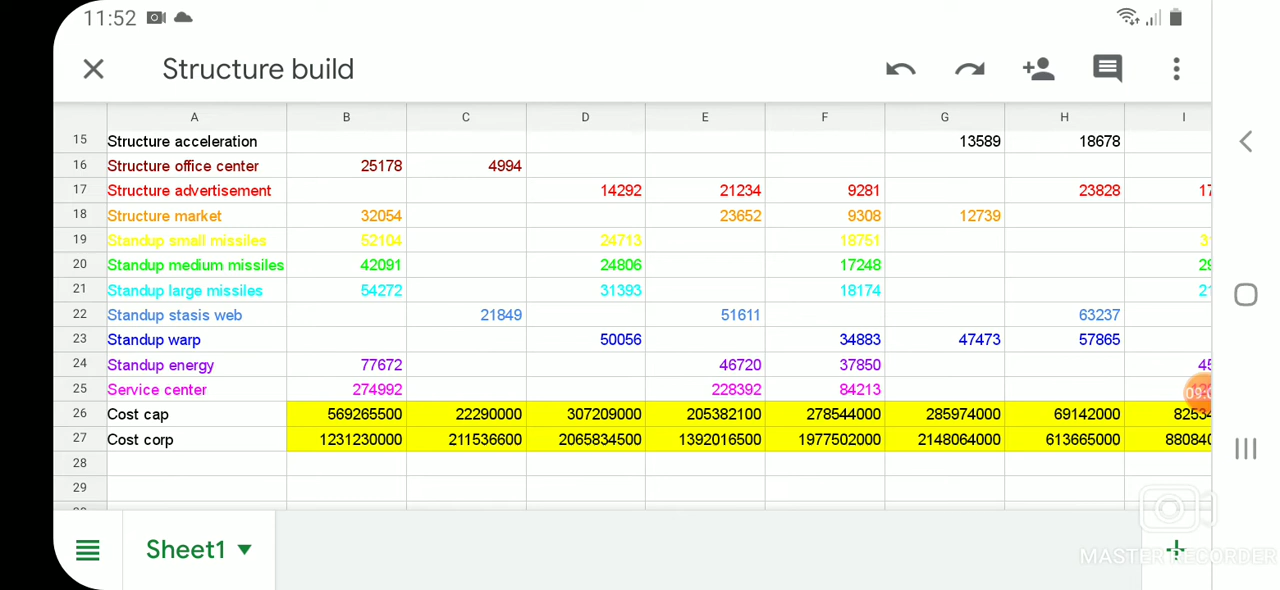 11:52
Structure build
A B C D E F G H I
15 Structure acceleration 13589 18678
16 Structure office center 25178 4994
17 Structure advertisement 14292 21234 9281 23828 17
18 Structure market 32054 23652 9308 12739
19 Standup small missiles 52104 24713 18751
20 Standup medium missiles 42091 24806 17248
21 Standup large missiles 54272 31393 18174
22 Standup stasis web 21849 51611 63237
23 Standup warp 50056 34883 47473 57865
24 Standup energy 77672 46720 37850 45
25 Service center 274992 228392 84213
26 Cost cap 569265500 22290000 307209000 205382100 278544000 285974000 69142000 82534
27 Cost corp 1231230000 211536600 2065834500 1392016500 1977502000 2148064000 613665000 880840
28
29
Sheet1
MASTER RECORDER